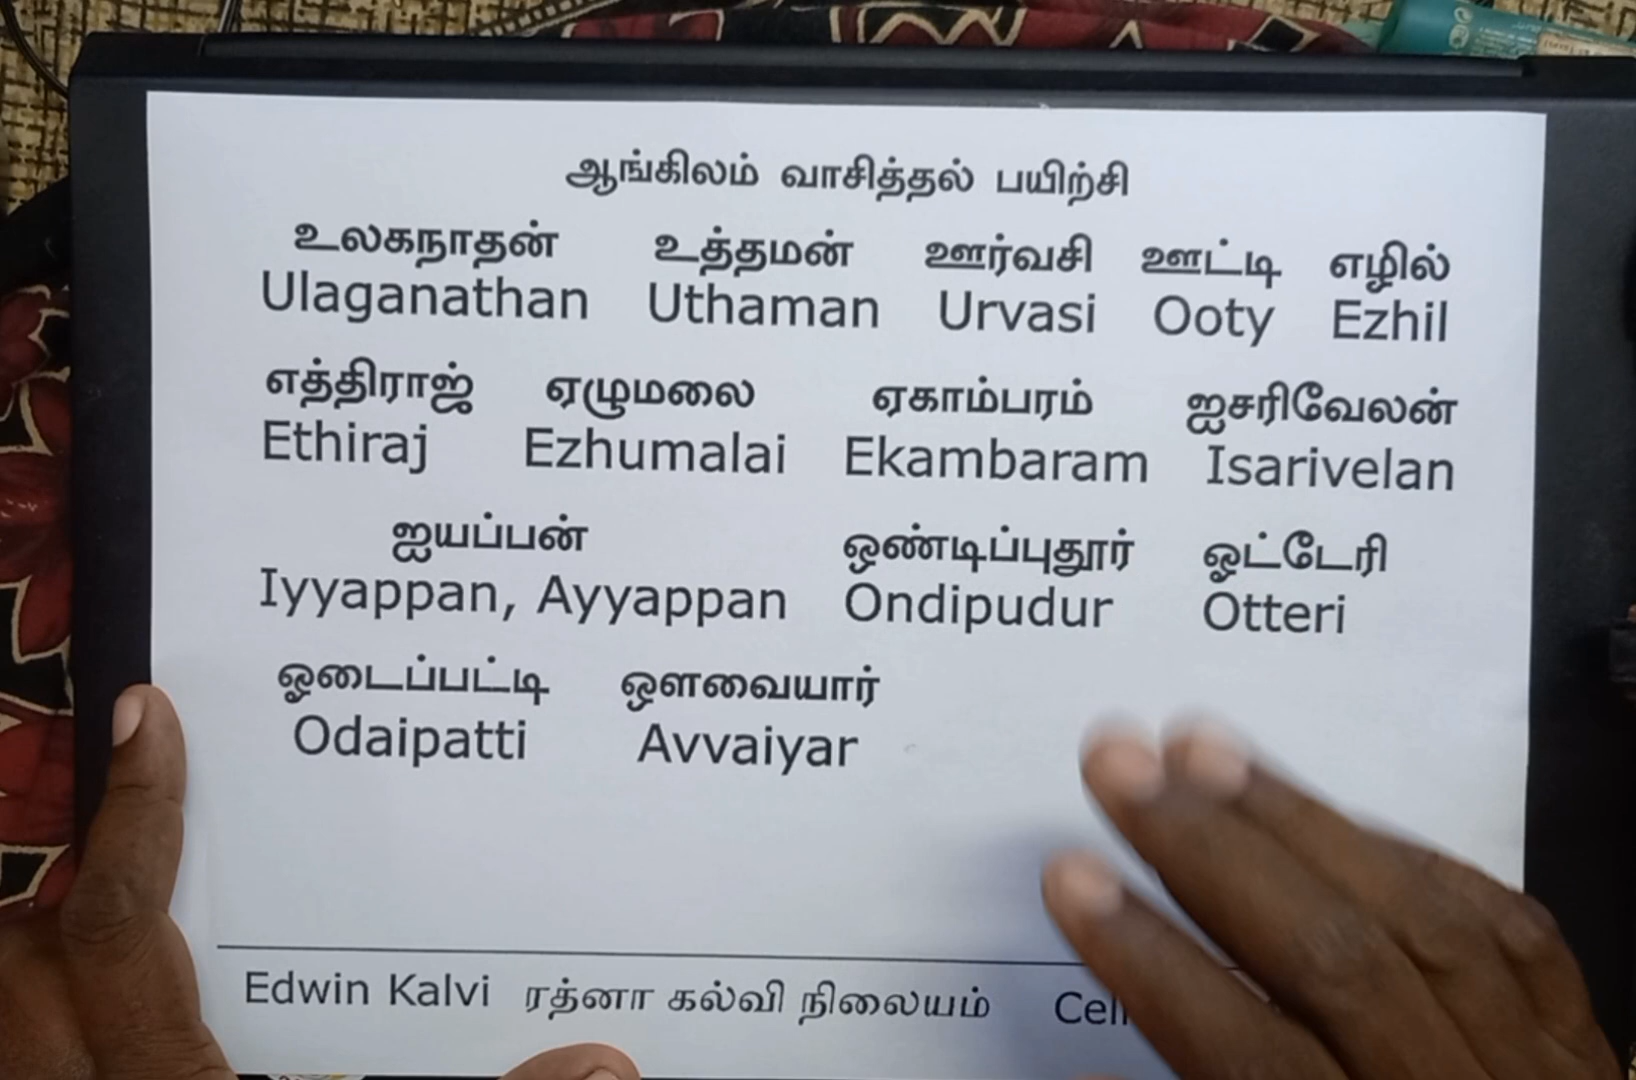 ஆங்கிலம் வாசித்தல் பயிற்சி
உலகநாதன் உத்தமன் ஊர்வசி ஊட்டி எழில்
Ulaganathan Uthaman Urvasi Ooty Ezhil
எத்திராஜ் ஏழுமலை ஏகாம்பரம் ஐசரிவேலன்
Ethiraj Ezhumalai Ekambaram Isarivelan
ஐயப்பன் ஒண்டிப்புதூர் ஓட்டேரி
Iyyappan, Ayyappan Ondipudur Otteri
ஓடைப்பட்டி ஔவையார்
Odaipatti Avvaiyar
Edwin Kalvi ரத்னா கல்வி நிலையம்